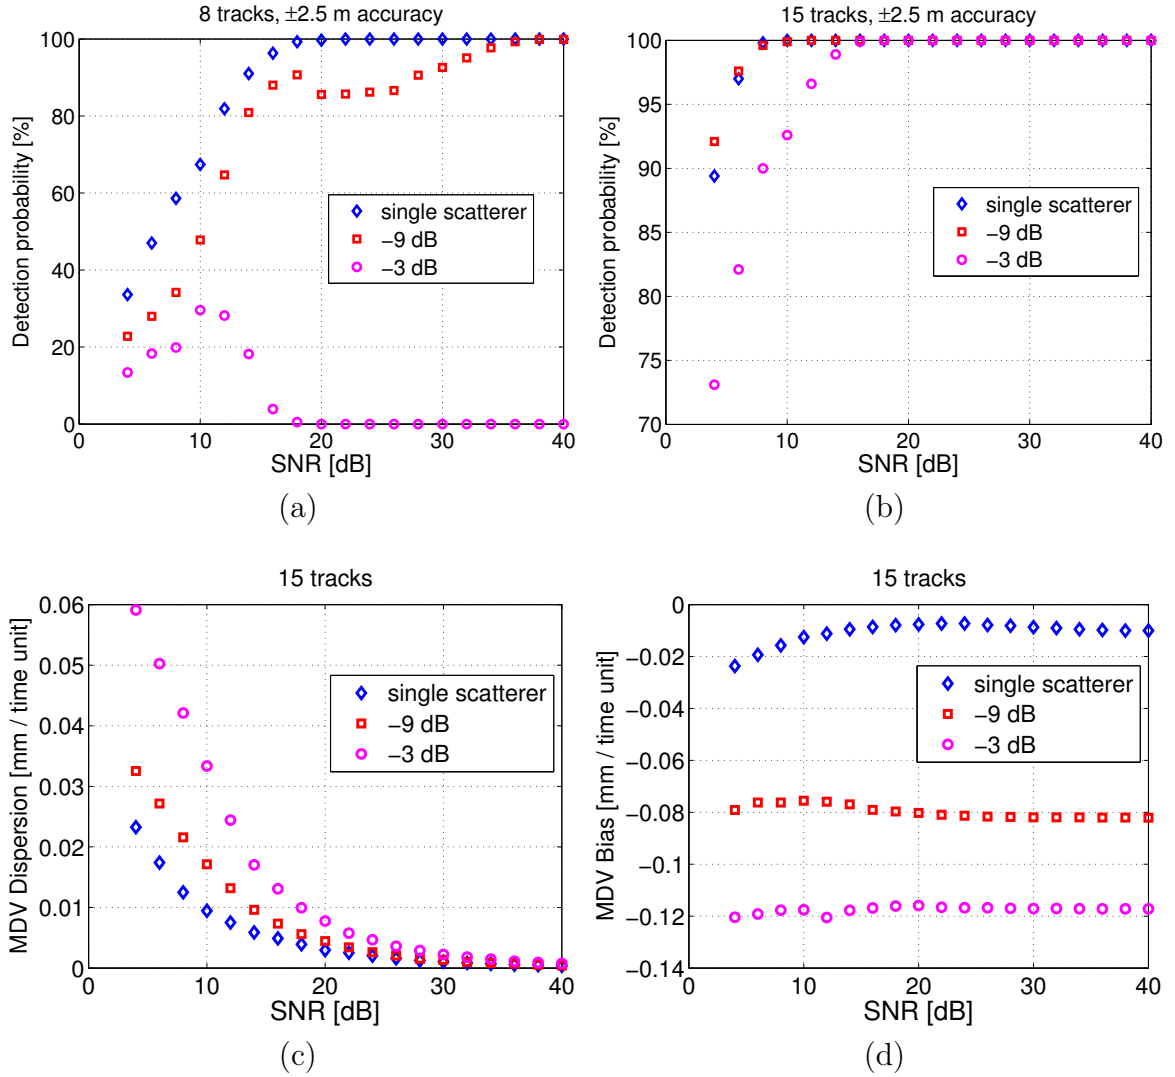 8 tracks, ±2.5 m accuracy
100
80
60
40
20
0
Detection probability [%]
single scatterer
−9 dB
−3 dB
0
10
20
30
40
SNR [dB]
(a)
15 tracks, ±2.5 m accuracy
100
95
90
85
80
75
70
Detection probability [%]
single scatterer
−9 dB
−3 dB
0
10
20
30
40
SNR [dB]
(b)
15 tracks
0.06
0.05
0.04
0.03
0.02
0.01
0
MDV Dispersion [mm / time unit]
single scatterer
−9 dB
−3 dB
0
10
20
30
40
SNR [dB]
(c)
15 tracks
0
−0.02
−0.04
−0.06
−0.08
−0.1
−0.12
−0.14
MDV Bias [mm / time unit]
single scatterer
−9 dB
−3 dB
0
10
20
30
40
SNR [dB]
(d)